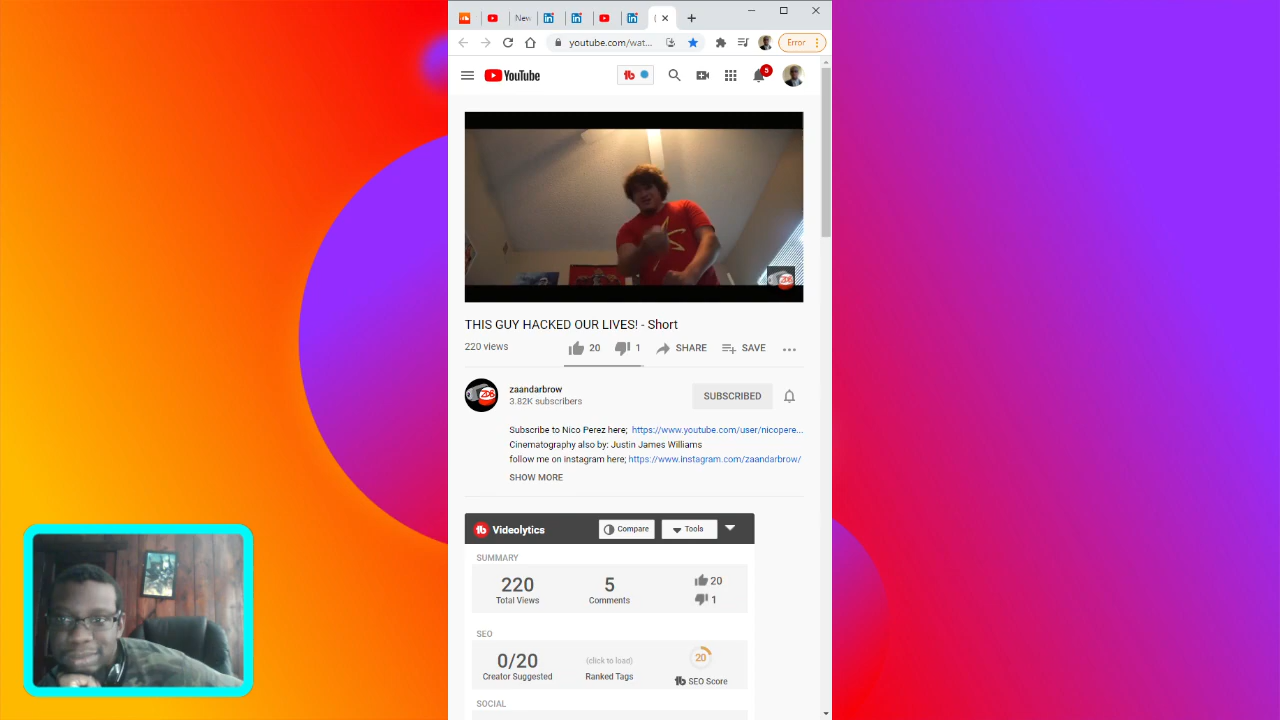 New
youtube.com/wat...
Error
YouTube
5
THIS GUY HACKED OUR LIVES! - Short
220 views
20
1
SHARE
SAVE
zaandarbrow
3.82K subscribers
SUBSCRIBED
Subscribe to Nico Perez here; https://www.youtube.com/user/nicopere...
Cinematography also by: Justin James Williams
follow me on instagram here; https://www.instagram.com/zaandarbrow/
SHOW MORE
Videolytics
Compare
Tools
SUMMARY
220
5
20
Total Views
Comments
1
SEO
0/20
(click to load)
20
Creator Suggested
Ranked Tags
SEO Score
SOCIAL